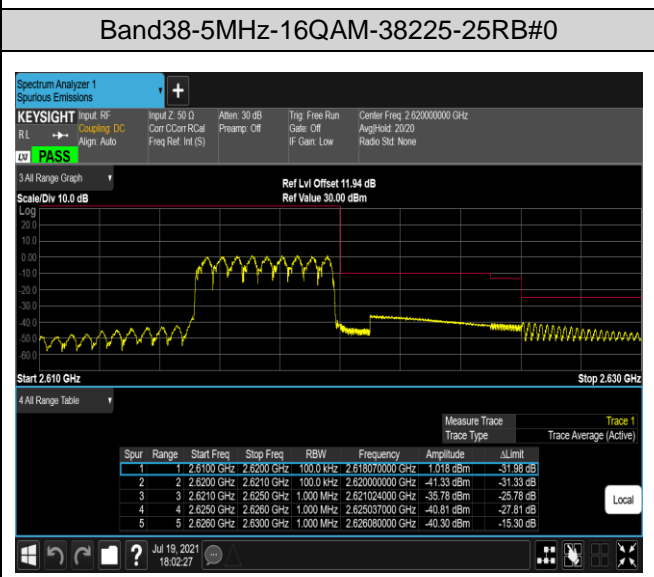 Band38-5MHz-16QAM-38225-25RB#0
Spectrum Analyzer 1
Spurious Emissions
KEYSIGHT Input: RF Input Z: 50 Ω Atten: 30 dB Trig: Free Run Center Freq: 2.620000000 GHz
RL Coupling: DC Corr CCorr RCal Preamp: Off Gate: Off Avg|Hold: 20/20
Align: Auto Freq Ref: Int (S) IF Gain: Low Radio Std: None
LXI PASS
3 All Range Graph
Ref Lvl Offset 11.94 dB
Scale/Div 10.0 dB Ref Value 30.00 dBm
Log
20.0
10.0
0.00
-10.0
-20.0
-30.0
-40.0
-50.0
-60.0
Start 2.610 GHz Stop 2.630 GHz
4 All Range Table
Measure Trace Trace 1
Trace Type Trace Average (Active)
Spur Range Start Freq Stop Freq RBW Frequency Amplitude ΔLimit
1 1 2.6100 GHz 2.6200 GHz 100.0 kHz 2.618070000 GHz 1.018 dBm -31.98 dB
2 2 2.6200 GHz 2.6210 GHz 100.0 kHz 2.620000000 GHz -41.33 dBm -31.33 dB
3 3 2.6210 GHz 2.6250 GHz 1.000 MHz 2.621024000 GHz -35.78 dBm -25.78 dB
4 4 2.6250 GHz 2.6260 GHz 1.000 MHz 2.625037000 GHz -40.81 dBm -27.81 dB
5 5 2.6260 GHz 2.6300 GHz 1.000 MHz 2.626080000 GHz -40.30 dBm -15.30 dB
Local
Jul 19, 2021
18:02:27